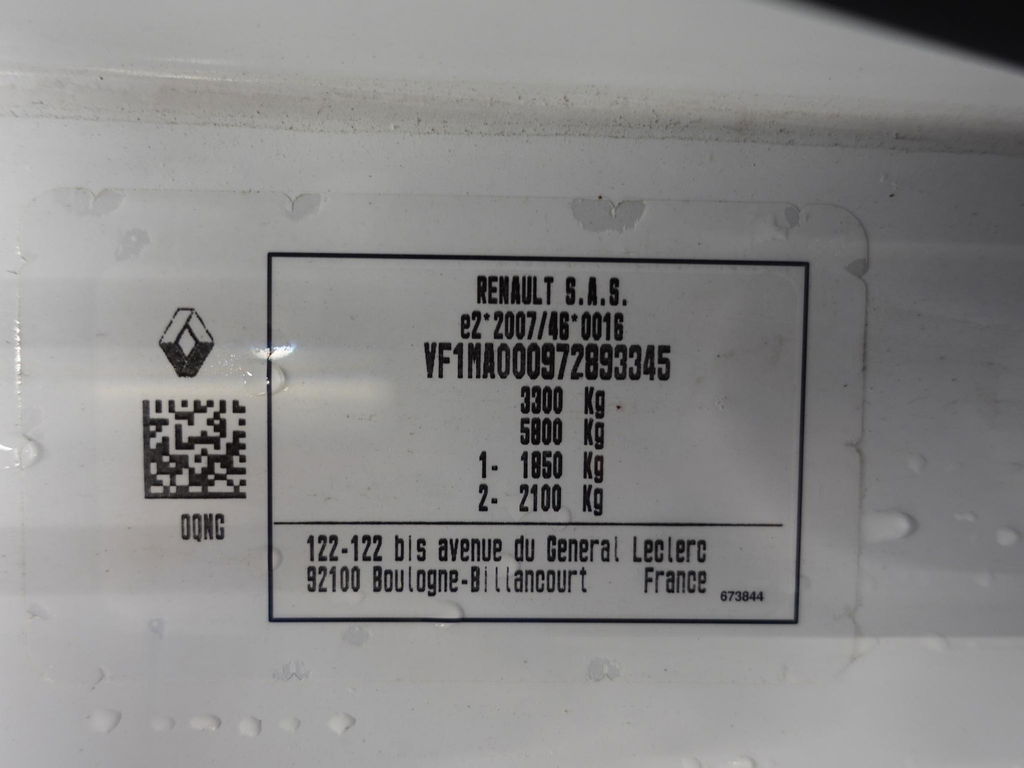 RENAULT S.A.S.
e2*2007/46*0016
VF1MA000972893345
3300 Kg
5800 Kg
1- 1850 Kg
2- 2100 Kg
DQNG
122-122 bis avenue du General Leclerc
92100 Boulogne-Billancourt France
673844